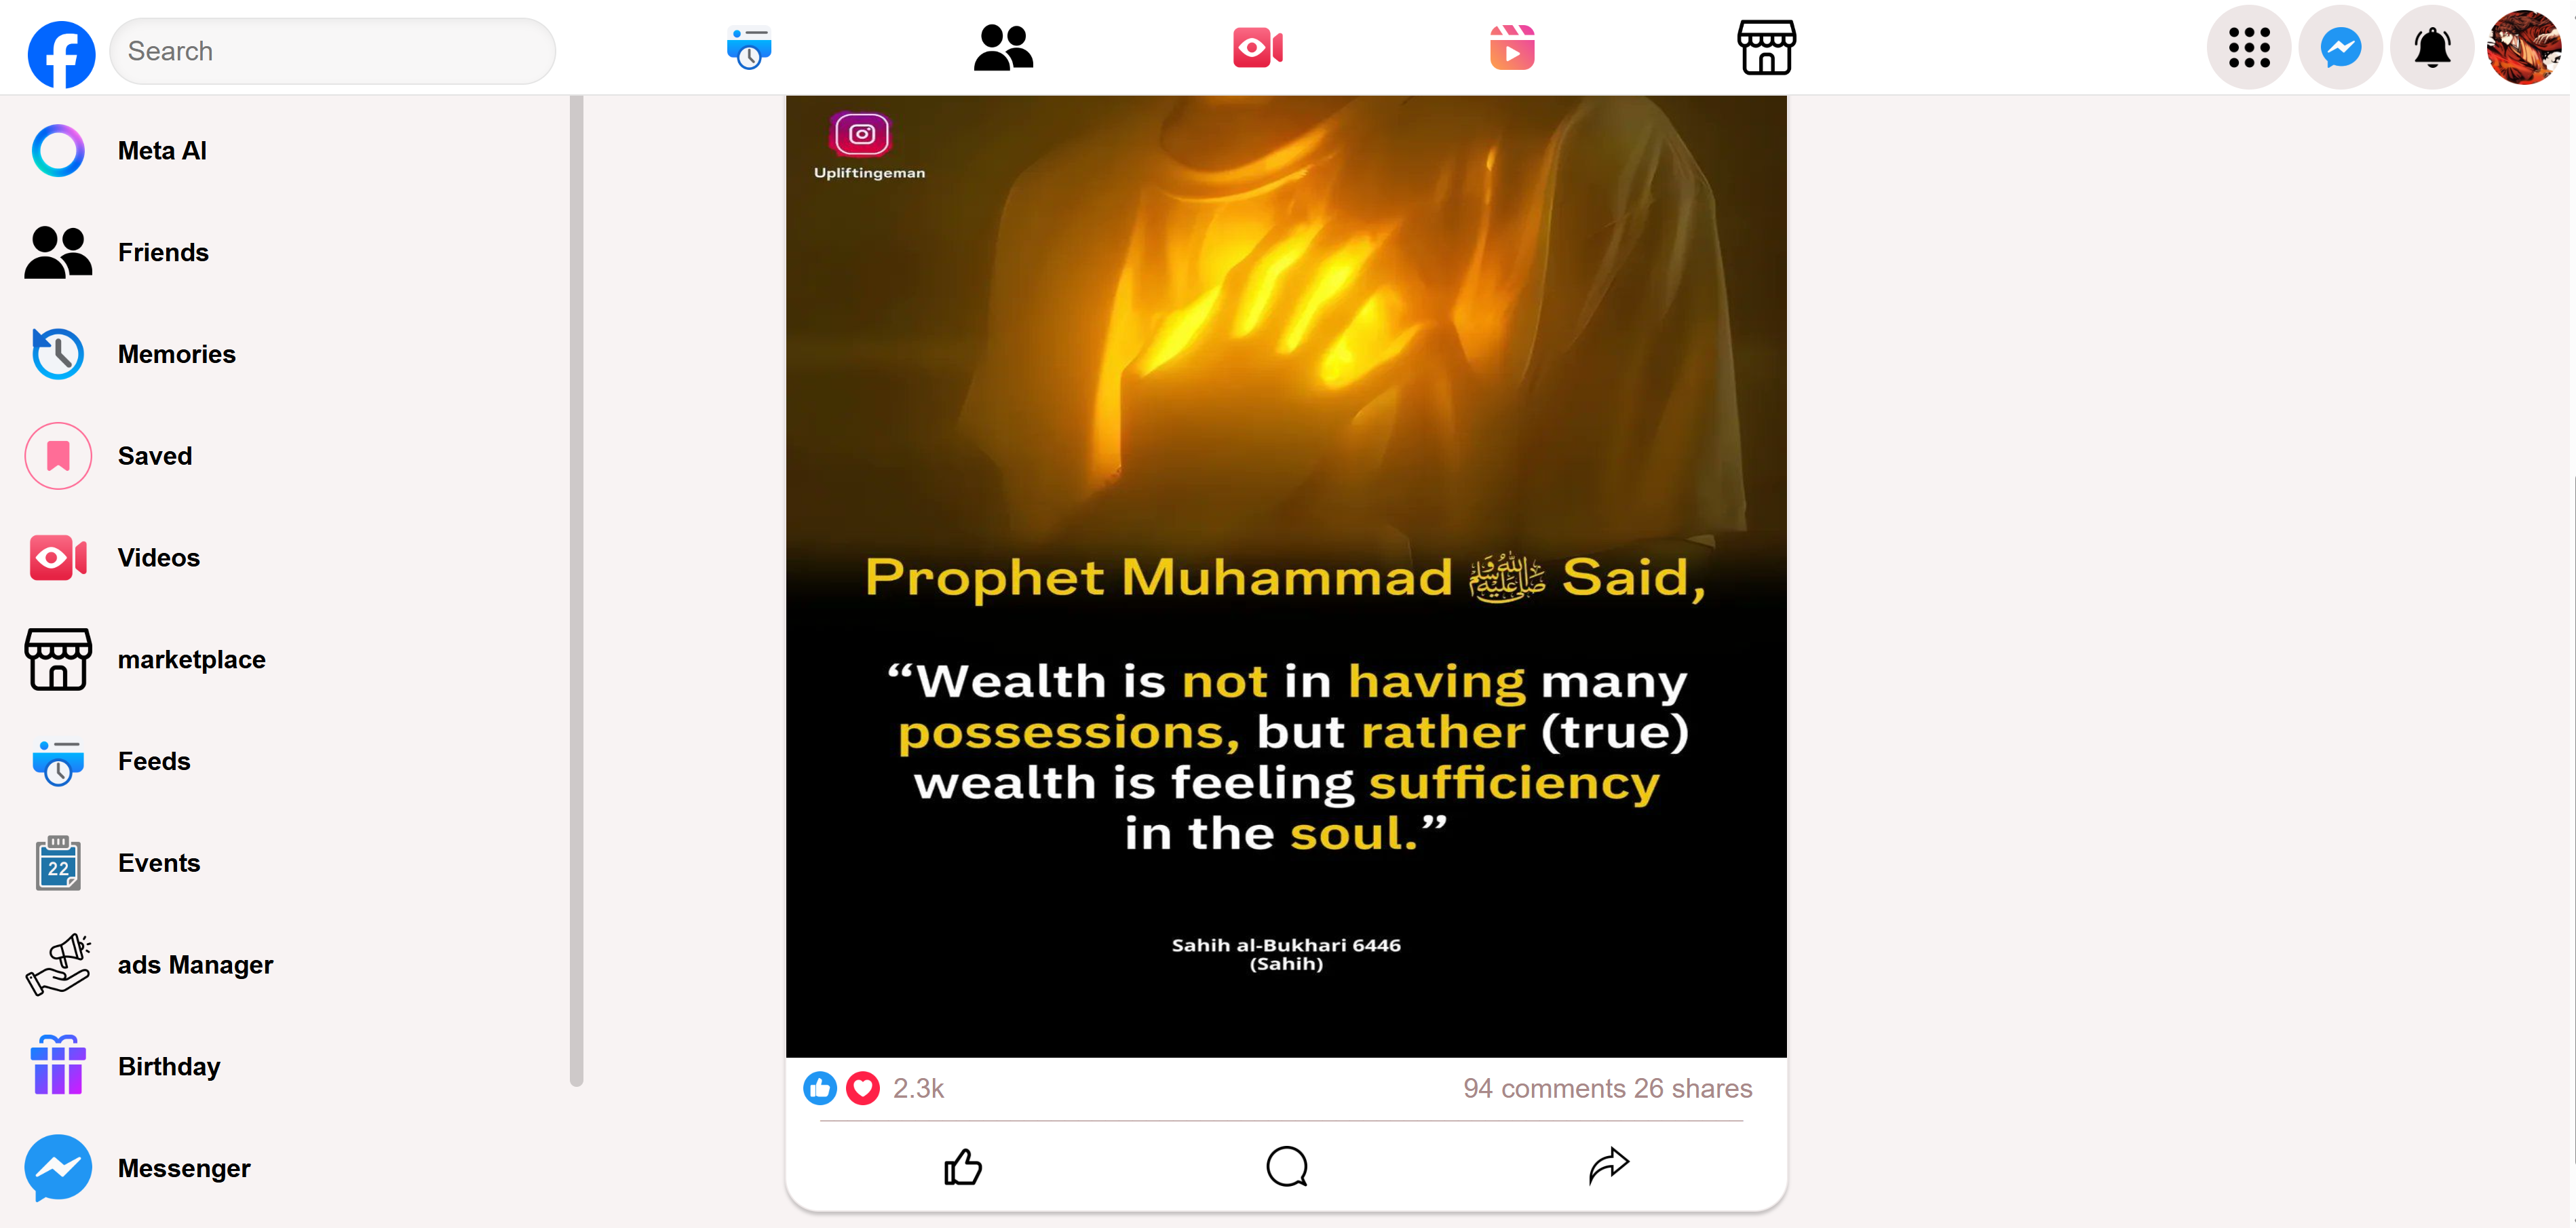 Search
Meta AI
Friends
Memories
Saved
Videos
marketplace
Feeds
22
Events
ads Manager
Birthday
Messenger
Upliftingeman
Prophet Muhammad ﷺ Said,
“Wealth is not in having many
possessions, but rather (true)
wealth is feeling sufficiency
in the soul.”
Sahih al-Bukhari 6446
(Sahih)
2.3k
94 comments 26 shares